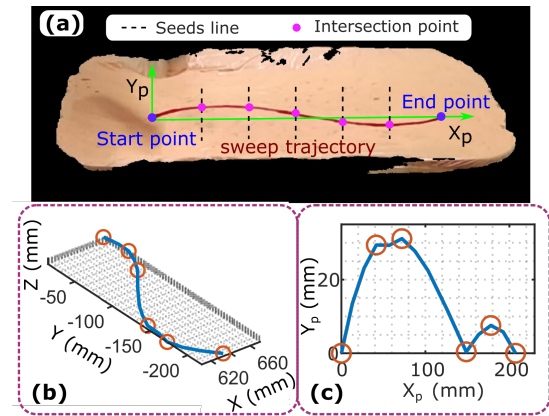 (a)
Seeds line
Intersection point
Yp
End point
Start point
Xp
sweep trajectory
Z (mm)
-50
-100
-150
-200
Y (mm)
620
660
X (mm)
(b)
Yp (mm)
20
0
0
100
200
Xp (mm)
(c)